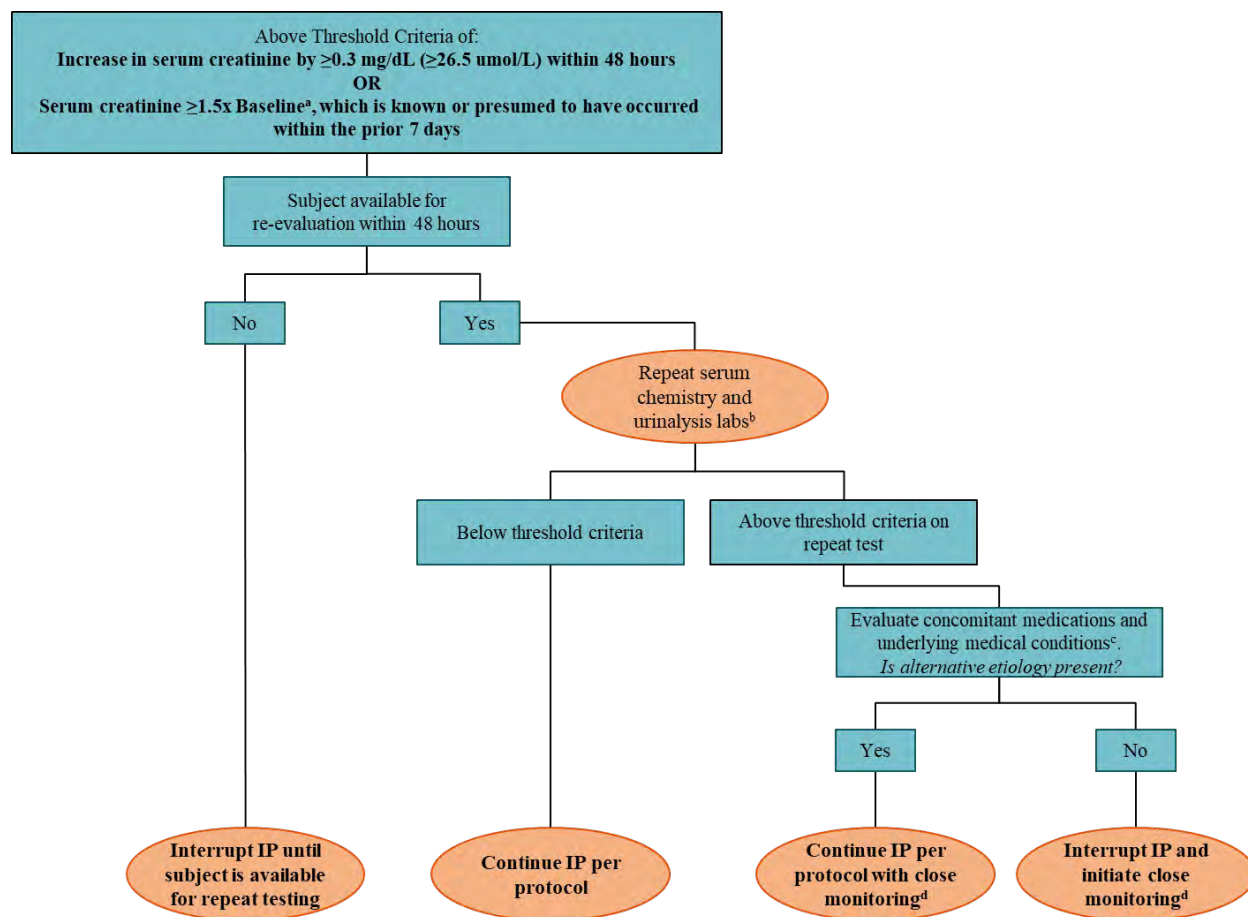 Above Threshold Criteria of:
Increase in serum creatinine by ≥0.3 mg/dL (≥26.5 umol/L) within 48 hours
OR
Serum creatinine ≥1.5x Baselineᵃ, which is known or presumed to have occurred
within the prior 7 days
Subject available for
re-evaluation within 48 hours
No
Yes
Repeat serum
chemistry and
urinalysis labsᵇ
Below threshold criteria
Above threshold criteria on
repeat test
Evaluate concomitant medications and
underlying medical conditionsᶜ.
Is alternative etiology present?
Yes
No
Interrupt IP until
subject is available
for repeat testing
Continue IP per
protocol
Continue IP per
protocol with close
monitoringᵈ
Interrupt IP and
initiate close
monitoringᵈ